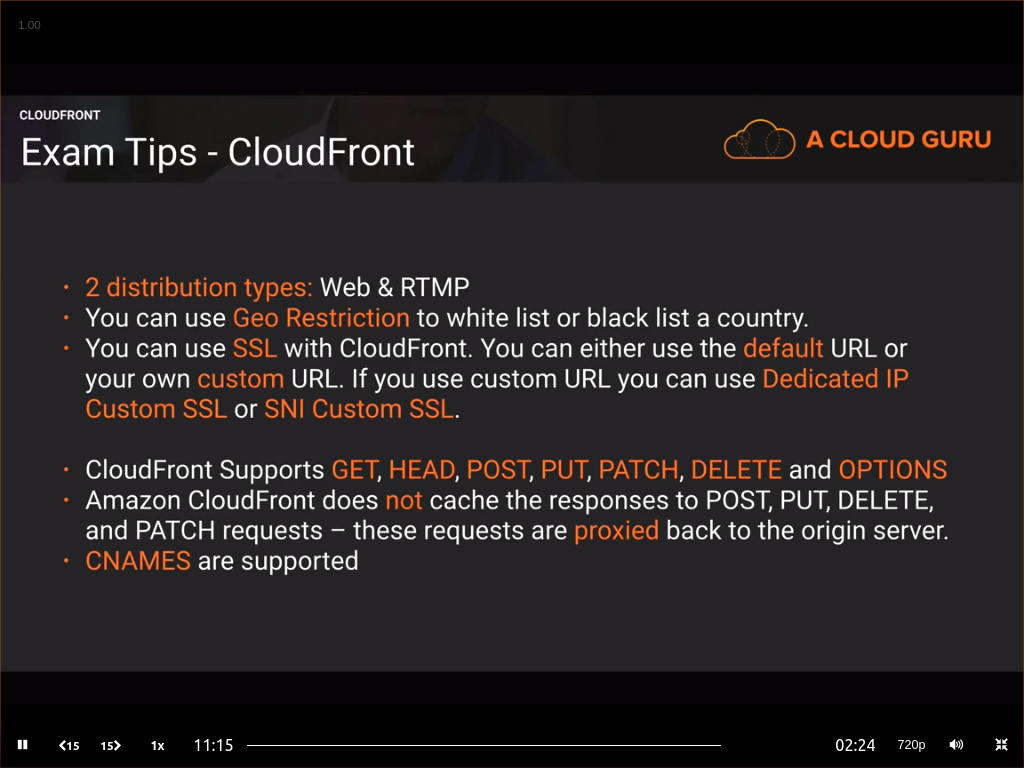 1.00
CLOUDFRONT
Exam Tips - CloudFront
A CLOUD GURU
• 2 distribution types: Web & RTMP
• You can use Geo Restriction to white list or black list a country.
• You can use SSL with CloudFront. You can either use the default URL or
your own custom URL. If you use custom URL you can use Dedicated IP
Custom SSL or SNI Custom SSL.
• CloudFront Supports GET, HEAD, POST, PUT, PATCH, DELETE and OPTIONS
• Amazon CloudFront does not cache the responses to POST, PUT, DELETE,
and PATCH requests – these requests are proxied back to the origin server.
• CNAMES are supported
15 15 1x 11:15 02:24 720p